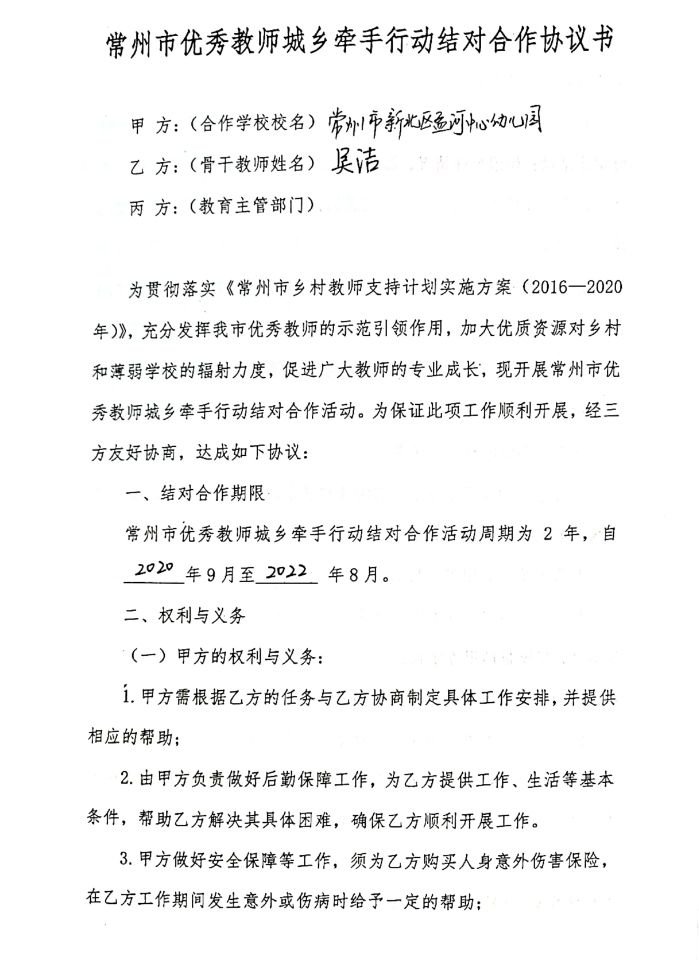 常州市优秀教师城乡牵手行动结对合作协议书
甲 方：（合作学校校名）常州市新北区孟河中心幼儿园
乙 方：（骨干教师姓名）吴洁
丙 方：（教育主管部门）
为贯彻落实《常州市乡村教师支持计划实施方案（2016—2020
年）》，充分发挥我市优秀教师的示范引领作用，加大优质资源对乡村
和薄弱学校的辐射力度，促进广大教师的专业成长，现开展常州市优
秀教师城乡牵手行动结对合作活动。为保证此项工作顺利开展，经三
方友好协商，达成如下协议：
一、结对合作期限
常州市优秀教师城乡牵手行动结对合作活动周期为 2 年，自
2020年9月至2022 年8月。
二、权利与义务
（一）甲方的权利与义务：
1.甲方需根据乙方的任务与乙方协商制定具体工作安排，并提供
相应的帮助；
2.由甲方负责做好后勤保障工作，为乙方提供工作、生活等基本
条件，帮助乙方解决其具体困难，确保乙方顺利开展工作。
3.甲方做好安全保障等工作，须为乙方购买人身意外伤害保险，
在乙方工作期间发生意外或伤病时给予一定的帮助；